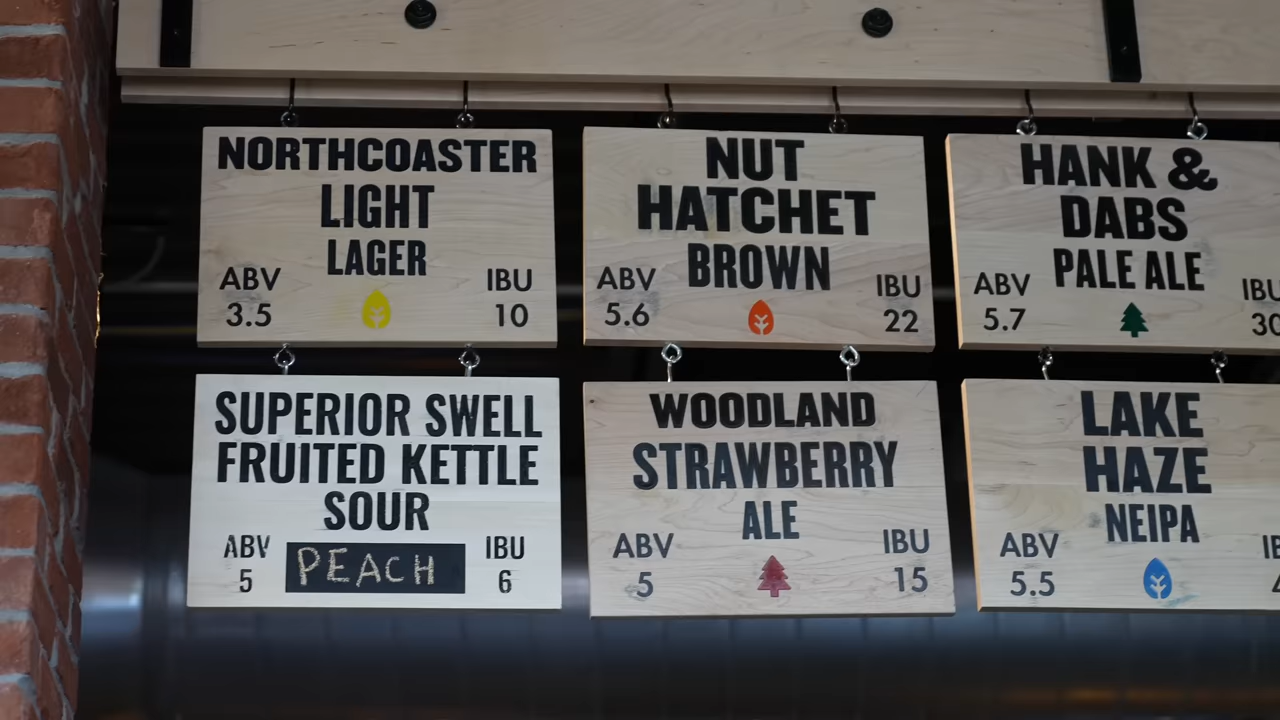 NORTHCOASTER
LIGHT
LAGER
ABV
3.5
IBU
10
NUT
HATCHET
BROWN
ABV
5.6
IBU
22
HANK &
DABS
PALE ALE
ABV
5.7
IBU
30
SUPERIOR SWELL
FRUITED KETTLE
SOUR
ABV
5
PEACH
IBU
6
WOODLAND
STRAWBERRY
ALE
ABV
5
IBU
15
LAKE
HAZE
NEIPA
ABV
5.5